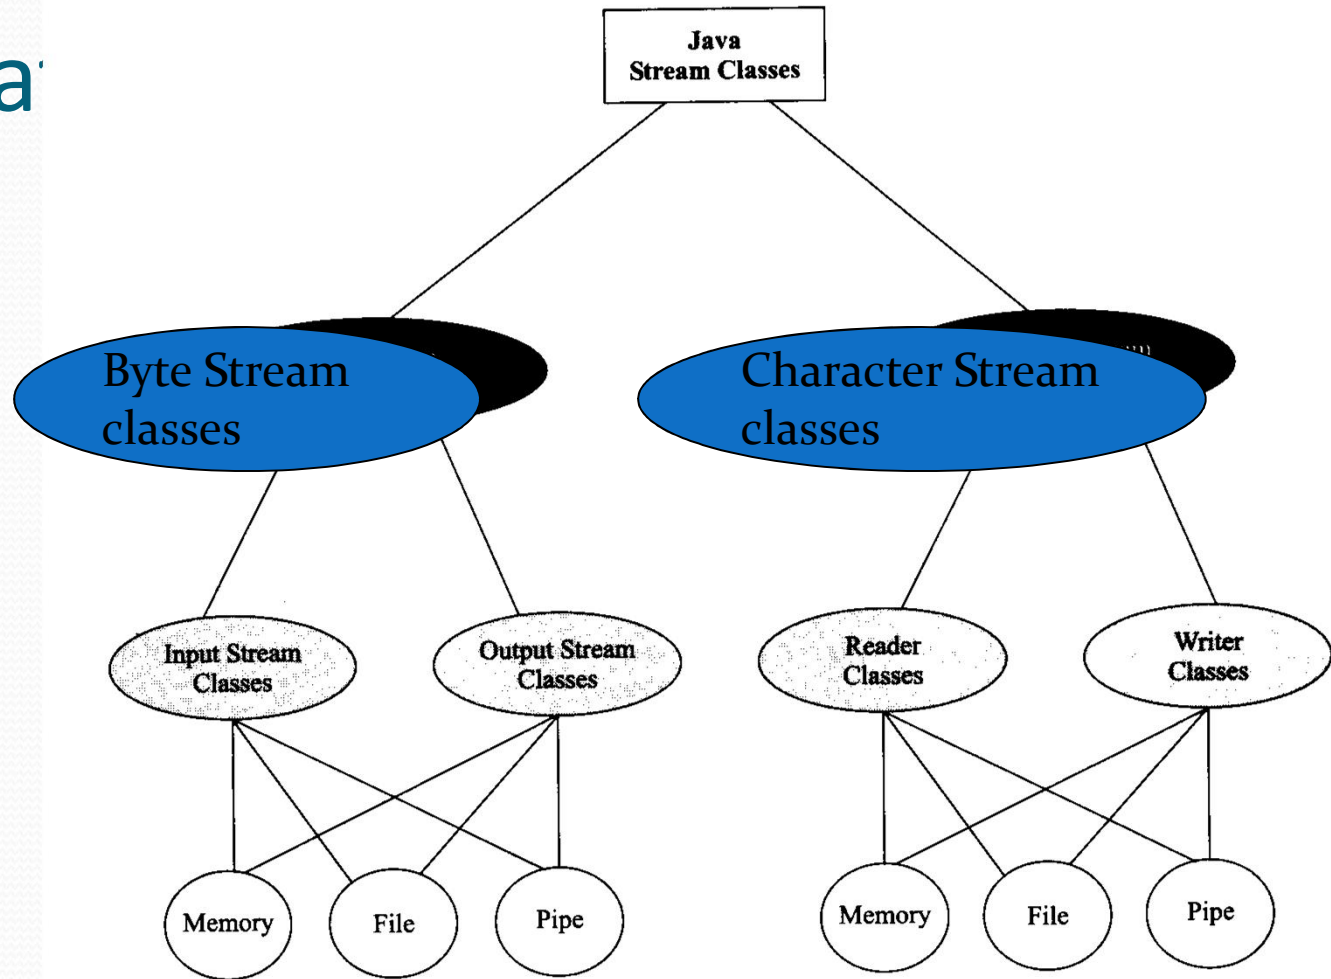 Java
Stream Classes
Byte Stream
classes
Character Stream
classes
Input Stream
Classes
Output Stream
Classes
Reader
Classes
Writer
Classes
Memory
File
Pipe
Memory
File
Pipe